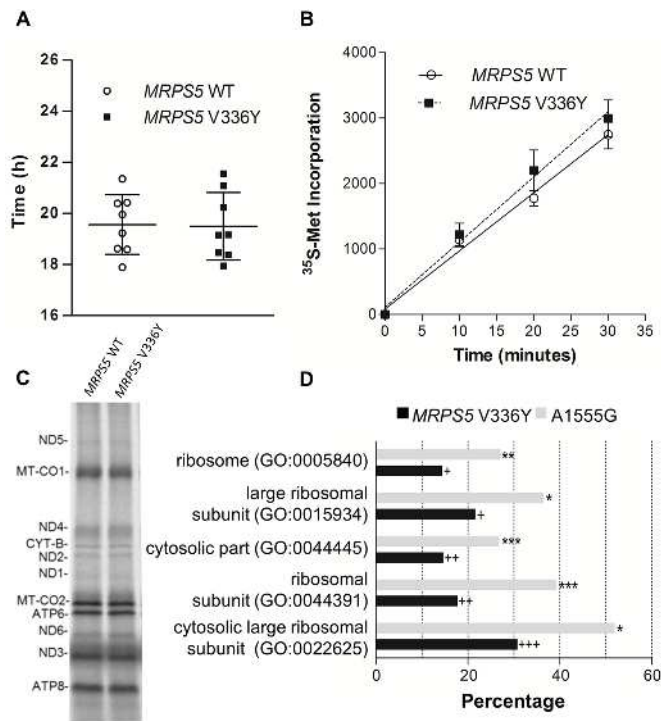 A
26
24
22
20
18
16
Time (h)
MRPS5 WT
MRPS5 V336Y
B
4000
3000
2000
1000
0
³⁵S-Met Incorporation
MRPS5 WT
MRPS5 V336Y
0 5 10 15 20 25 30 35
Time (minutes)
C
MRPS5 WT
MRPS5 V336Y
ND5-
MT-CO1-
ND4-
CYT-B-
ND2-
ND1-
MT-CO2-
ATP6-
ND6-
ND3-
ATP8-
D
MRPS5 V336Y A1555G
ribosome (GO:0005840)
**
+
large ribosomal
subunit (GO:0015934)
*
+
cytosolic part (GO:0044445)
***
++
ribosomal
subunit (GO:0044391)
***
++
cytosolic large ribosomal
subunit (GO:0022625)
*
+++
0 20 40 60
Percentage